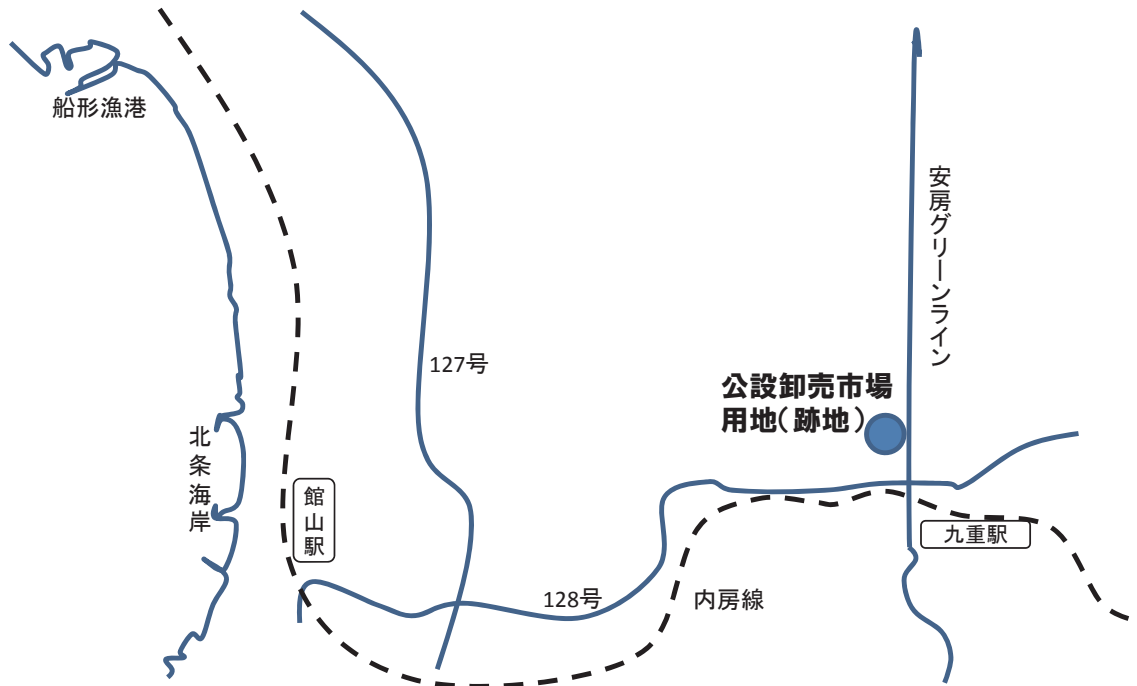 船形漁港
安房グリーンライン
127号
公設卸売市場
用地(跡地)
北条海岸
館山駅
九重駅
128号
内房線